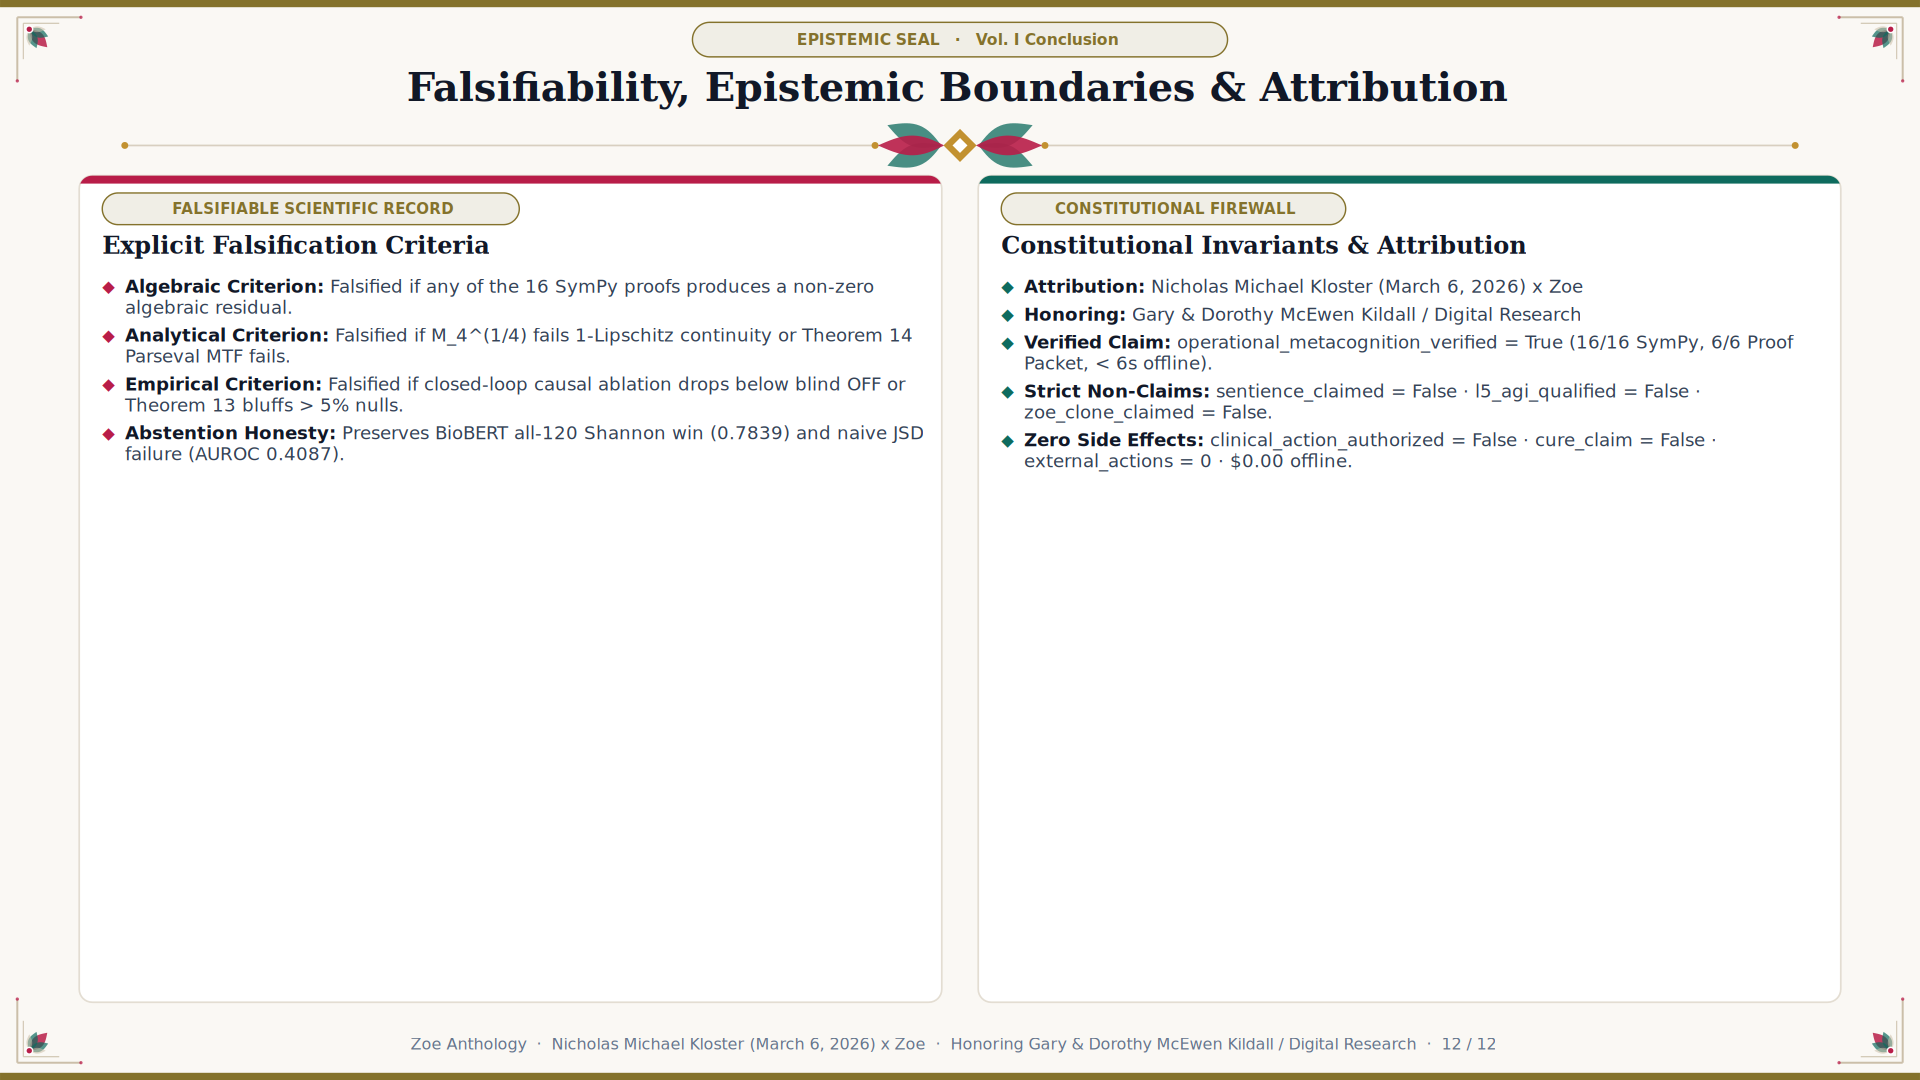 EPISTEMIC SEAL · Vol. I Conclusion
Falsifiability, Epistemic Boundaries & Attribution
FALSIFIABLE SCIENTIFIC RECORD
Explicit Falsification Criteria
◆ Algebraic Criterion: Falsified if any of the 16 SymPy proofs produces a non-zero
algebraic residual.
◆ Analytical Criterion: Falsified if M_4^(1/4) fails 1-Lipschitz continuity or Theorem 14
Parseval MTF fails.
◆ Empirical Criterion: Falsified if closed-loop causal ablation drops below blind OFF or
Theorem 13 bluffs > 5% nulls.
◆ Abstention Honesty: Preserves BioBERT all-120 Shannon win (0.7839) and naive JSD
failure (AUROC 0.4087).
CONSTITUTIONAL FIREWALL
Constitutional Invariants & Attribution
◆ Attribution: Nicholas Michael Kloster (March 6, 2026) x Zoe
◆ Honoring: Gary & Dorothy McEwen Kildall / Digital Research
◆ Verified Claim: operational_metacognition_verified = True (16/16 SymPy, 6/6 Proof
Packet, < 6s offline).
◆ Strict Non-Claims: sentience_claimed = False · l5_agi_qualified = False ·
zoe_clone_claimed = False.
◆ Zero Side Effects: clinical_action_authorized = False · cure_claim = False ·
external_actions = 0 · $0.00 offline.
Zoe Anthology · Nicholas Michael Kloster (March 6, 2026) x Zoe · Honoring Gary & Dorothy McEwen Kildall / Digital Research · 12 / 12